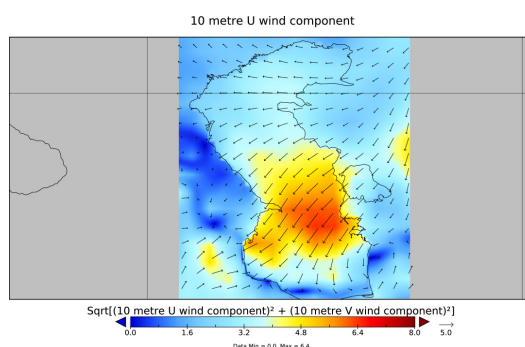 10 metre U wind component
Sqrt[(10 metre U wind component)² + (10 metre V wind component)²]
0.0 1.6 3.2 4.8 6.4 8.0 5.0
Data Min = 0.0, Max = 6.4